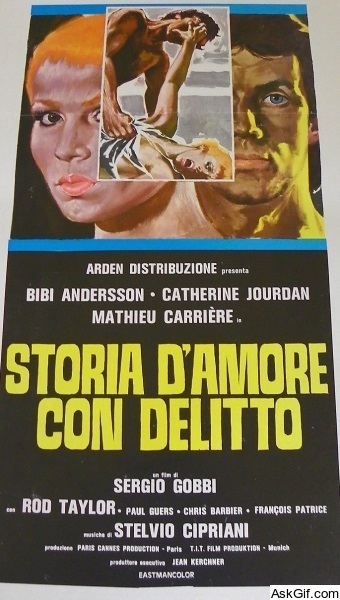 ARDEN DISTRIBUZIONE presenta
BIBI ANDERSSON • CATHERINE JOURDAN
MATHIEU CARRIÈRE in
STORIA D'AMORE
CON DELITTO
un film di
SERGIO GOBBI
con ROD TAYLOR • PAUL GUERS • CHRIS BARBIER • FRANÇOIS PATRICE
musiche di STELVIO CIPRIANI
produzione PARIS CANNES PRODUCTION - Paris T.I.T. FILM PRODUKTION - Munich
produttore esecutivo JEAN KERCHNER
EASTMANCOLOR
AskGif.com